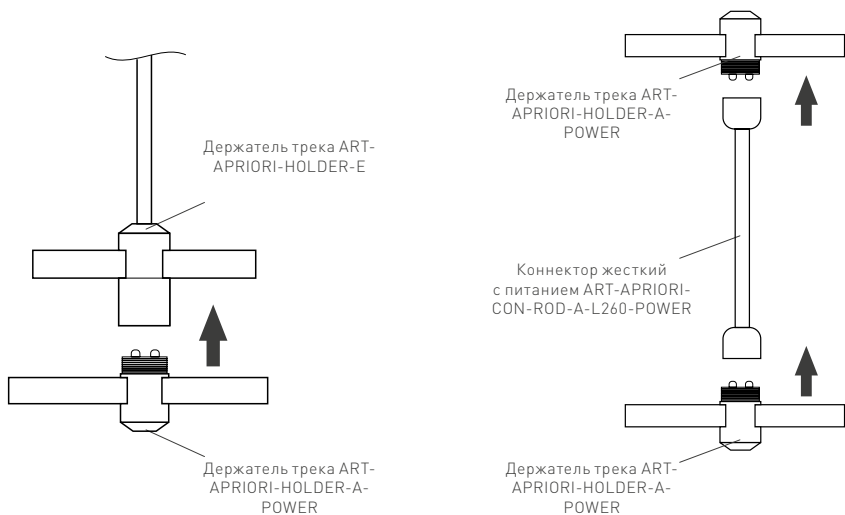 Держатель трека ART-
APRIORI-HOLDER-E
Держатель трека ART-
APRIORI-HOLDER-A-
POWER
Держатель трека ART-
APRIORI-HOLDER-A-
POWER
Коннектор жесткий
с питанием ART-APRIORI-
CON-ROD-A-L260-POWER
Держатель трека ART-
APRIORI-HOLDER-A-
POWER